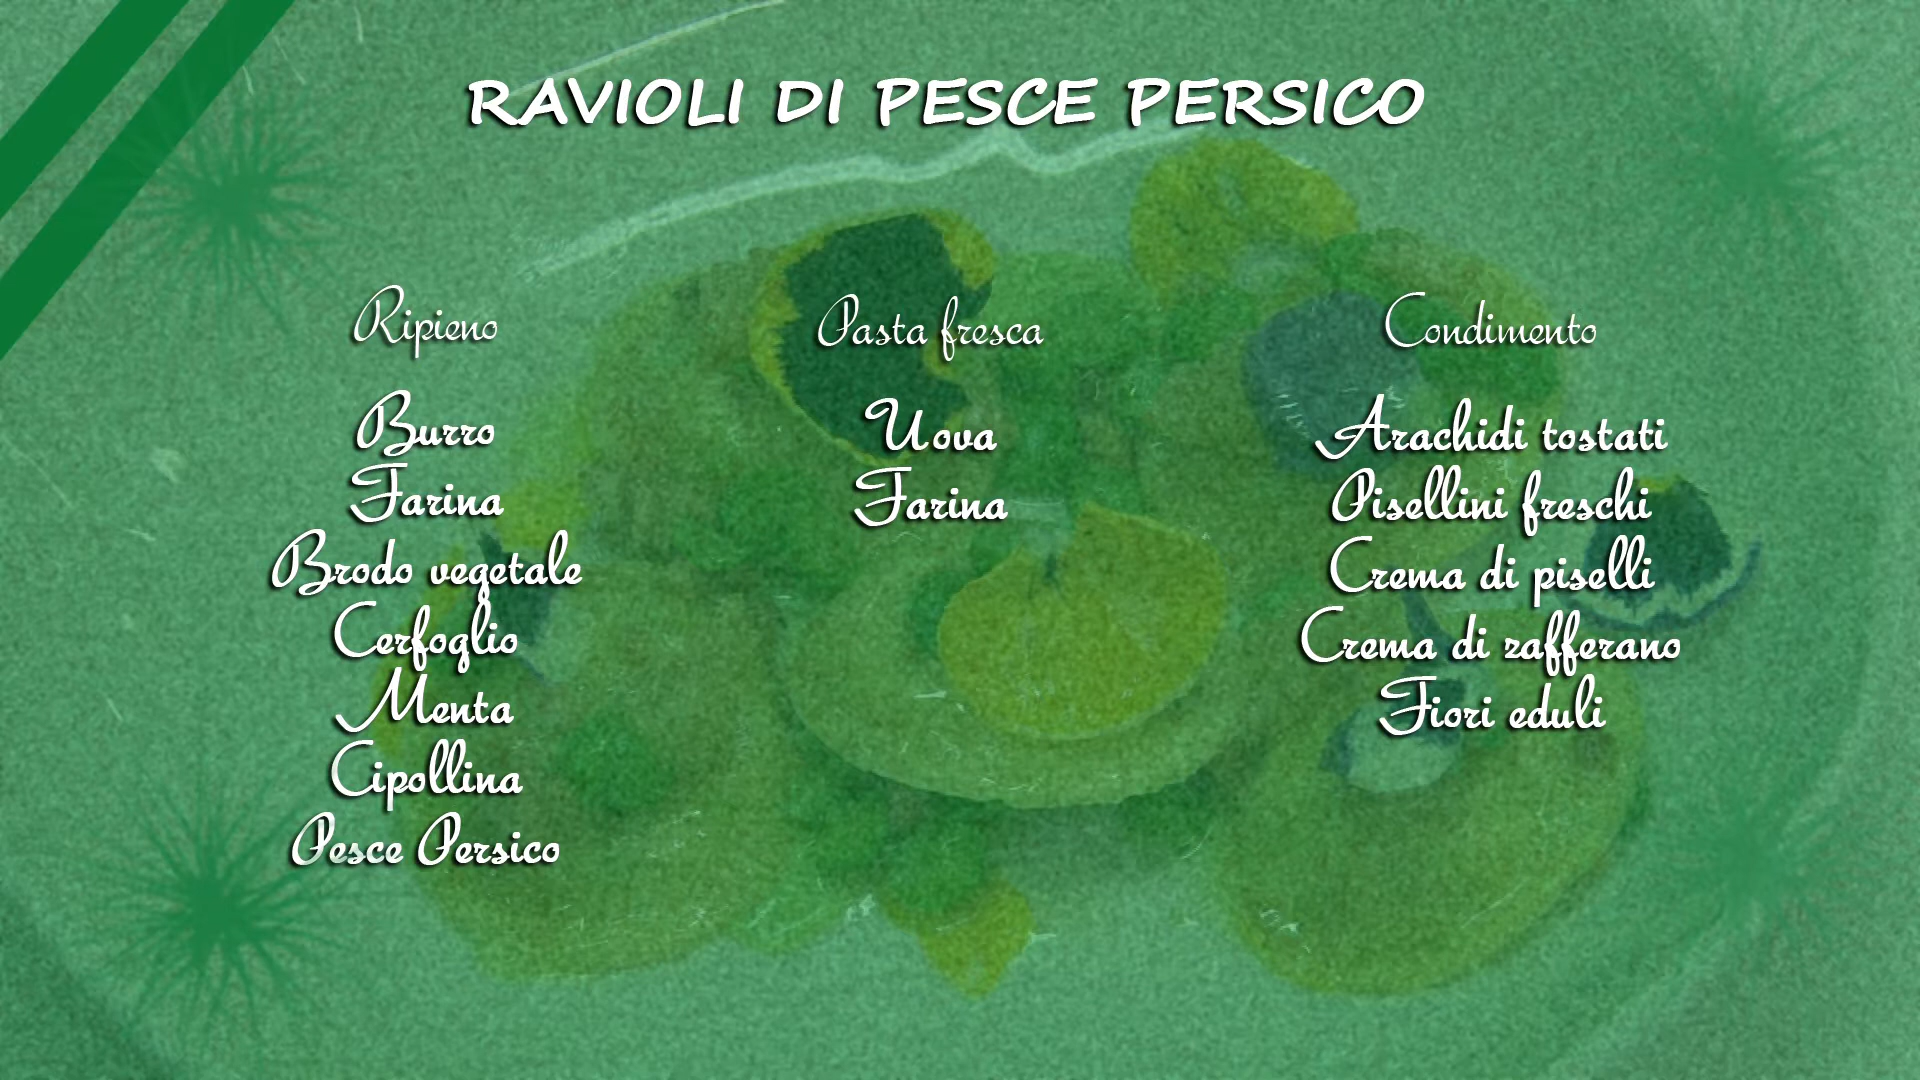 RAVIOLI DI PESCE PERSICO
Ripieno
Burro
Farina
Brodo vegetale
Cerfoglio
Menta
Cipollina
Pesce Persico
Pasta fresca
Uova
Farina
Condimento
Arachidi tostati
Pisellini freschi
Crema di piselli
Crema di zafferano
Fiori eduli